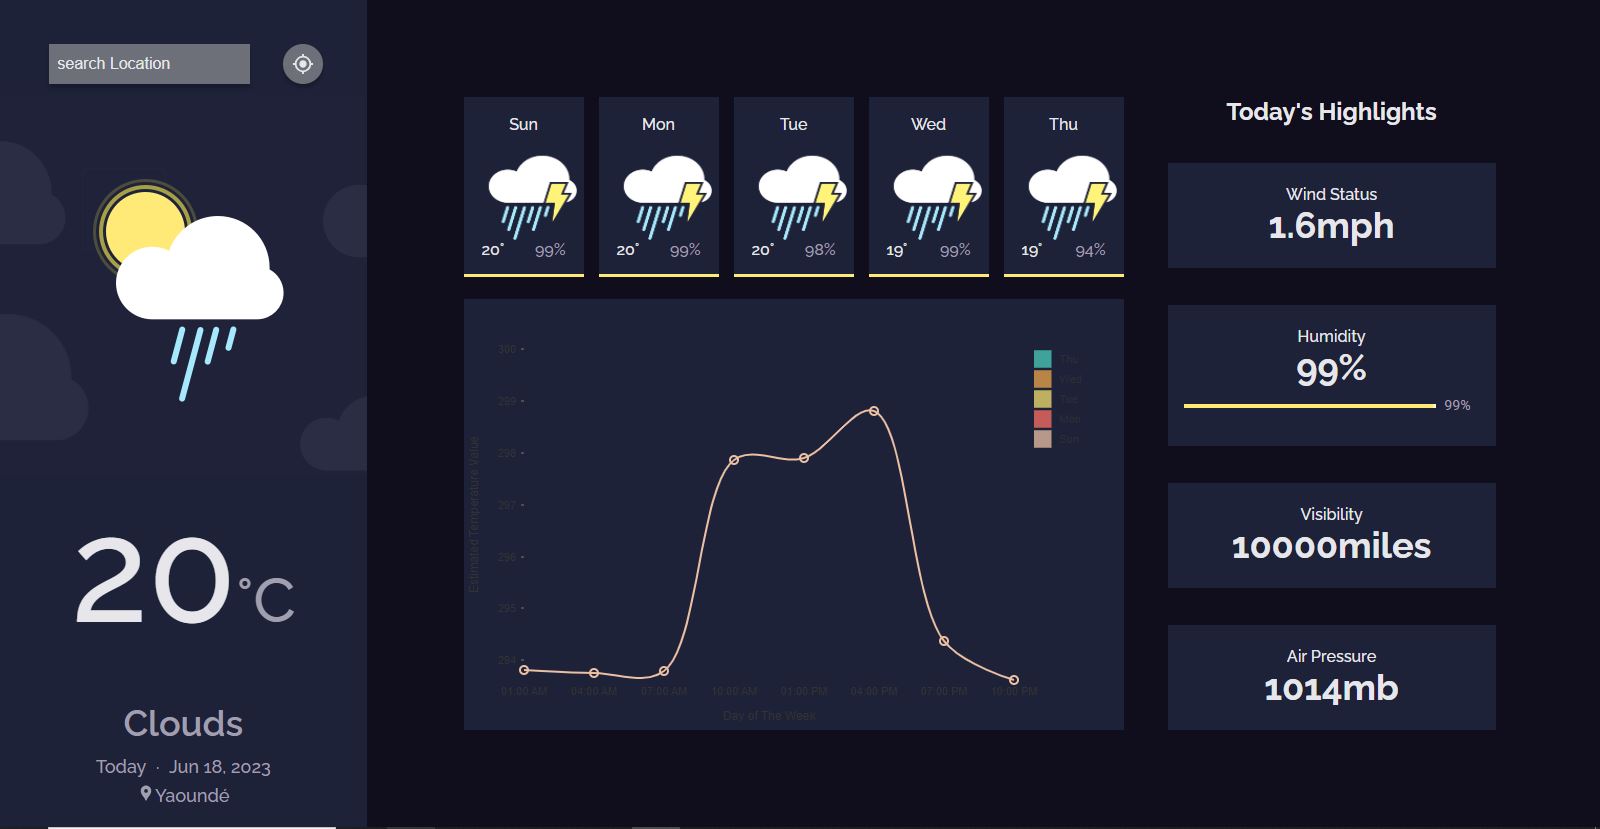 search Location
20°C
Clouds
Today · Jun 18, 2023
Yaoundé
Sun
20° 99%
Mon
20° 99%
Tue
20° 98%
Wed
19° 99%
Thu
19° 94%
300
299
298
297
296
295
294
Estimated Temperature Value
01:00 AM 04:00 AM 07:00 AM 10:00 AM 01:00 PM 04:00 PM 07:00 PM 10:00 PM
Day of The Week
Thu
Wed
Tue
Mon
Sun
Today's Highlights
Wind Status
1.6mph
Humidity
99%
99%
Visibility
10000miles
Air Pressure
1014mb